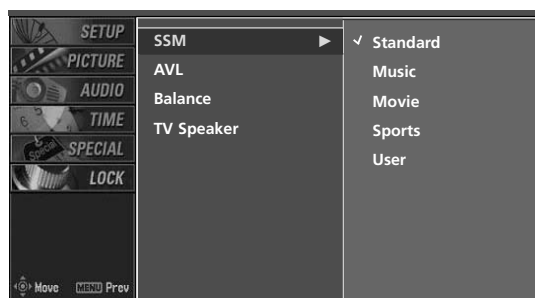 SETUP
PICTURE
AUDIO
TIME
SPECIAL
LOCK
Move MENU Prev
SSM
AVL
Balance
TV Speaker
Standard
Music
Movie
Sports
User